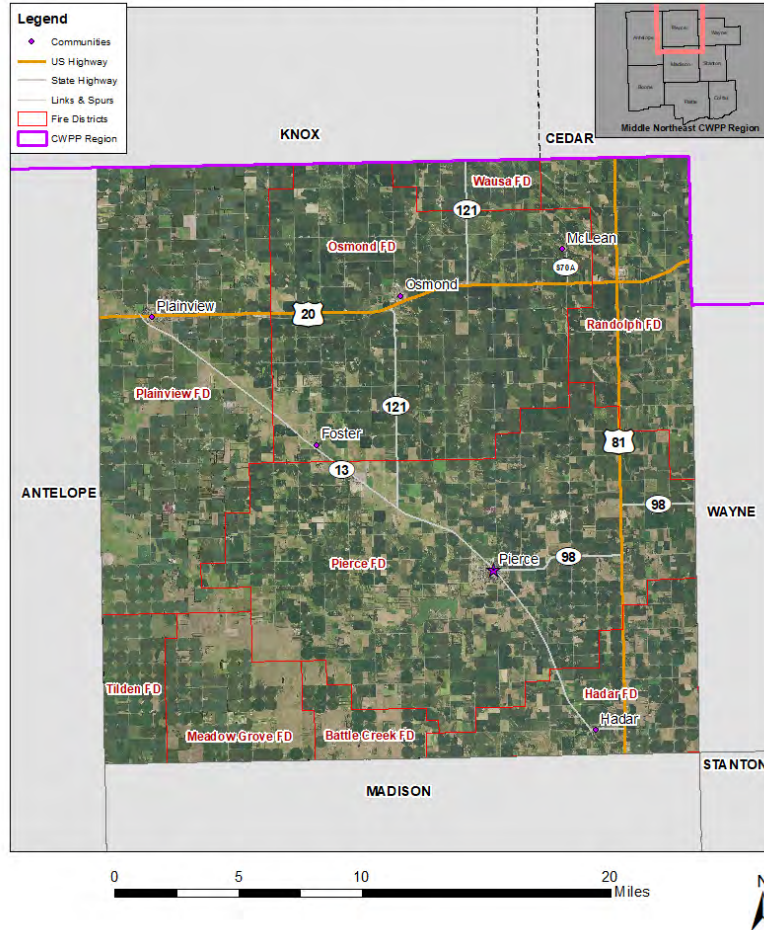 Legend
Communities
US Highway
State Highway
Links & Spurs
Fire Districts
CWPP Region
Antelope
Pierce
Wayne
Madison
Stanton
Boone
Platte
Colfax
Middle Northeast CWPP Region
KNOX
CEDAR
Wausa FD
121
Osmond FD
McLean
570A
Osmond
Plainview
20
Randolph FD
Plainview FD
121
Foster
81
13
ANTELOPE
98
WAYNE
Pierce
98
Pierce FD
Tilden FD
Hadar FD
Hadar
Meadow Grove FD
Battle Creek FD
STANTON
MADISON
0 5 10 20
Miles
N